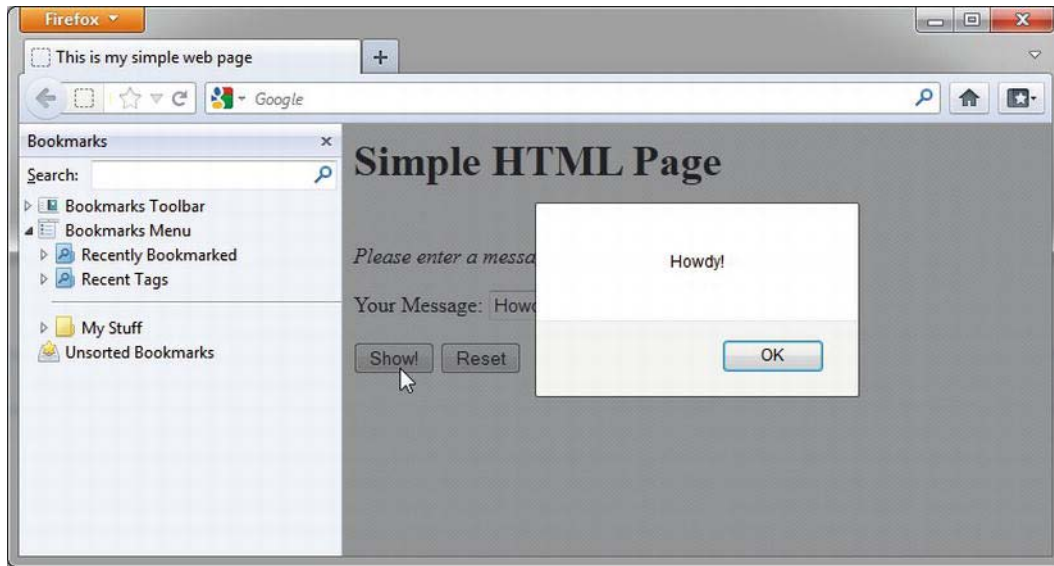 Firefox
This is my simple web page
Google
Bookmarks
Search:
Bookmarks Toolbar
Bookmarks Menu
Recently Bookmarked
Recent Tags
My Stuff
Unsorted Bookmarks
Simple HTML Page
Please enter a messa
Your Message: Howd
Show! Reset
Howdy!
OK